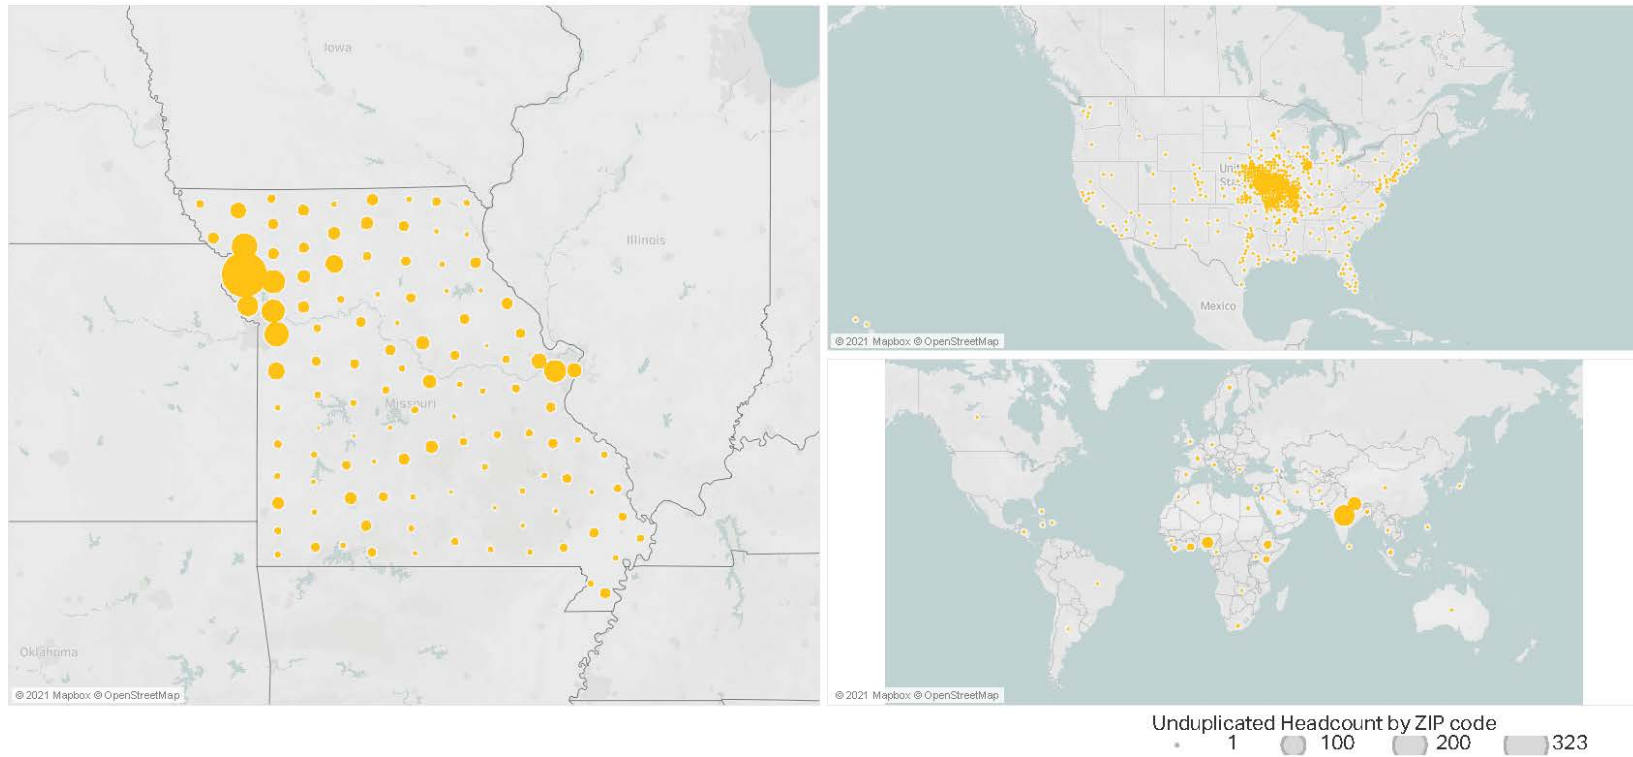 Iowa
Illinois
Missouri
Oklahoma
© 2021 Mapbox © OpenStreetMap
Mexico
© 2021 Mapbox © OpenStreetMap
© 2021 Mapbox © OpenStreetMap
Unduplicated Headcount by ZIP code
1 100 200 323